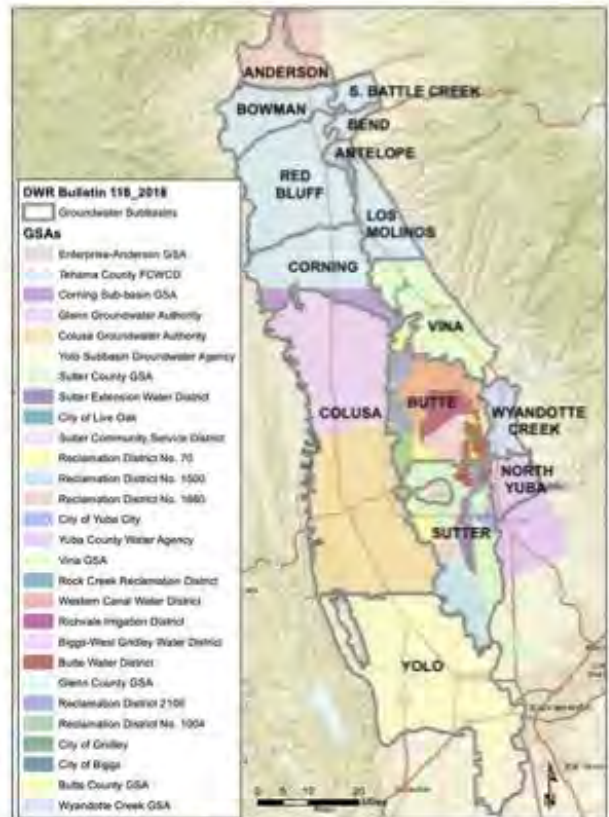 ANDERSON
S. BATTLE CREEK
BOWMAN
BEND
ANTELOPE
RED
BLUFF
LOS
MOLINOS
CORNING
VINA
COLUSA
BUTTE
WYANDOTTE
CREEK
NORTH
YUBA
SUTTER
YOLO
DWR Bulletin 118_2018
Groundwater Subbasins
GSAs
Enterprise-Anderson GSA
Tehama County FCWCD
Corning Sub-basin GSA
Glenn Groundwater Authority
Colusa Groundwater Authority
Yolo Subbasin Groundwater Agency
Sutter County GSA
Sutter Extension Water District
City of Live Oak
Sutter Community Service District
Reclamation District No. 70
Reclamation District No. 1500
Reclamation District No. 1660
City of Yuba City
Yuba County Water Agency
Vina GSA
Rock Creek Reclamation District
Western Canal Water District
Richvale Irrigation District
Biggs-West Gridley Water District
Butte Water District
Glenn County GSA
Reclamation District 2106
Reclamation District No. 1004
City of Gridley
City of Biggs
Butte County GSA
Wyandotte Creek GSA
0 5 10 20
Miles
N